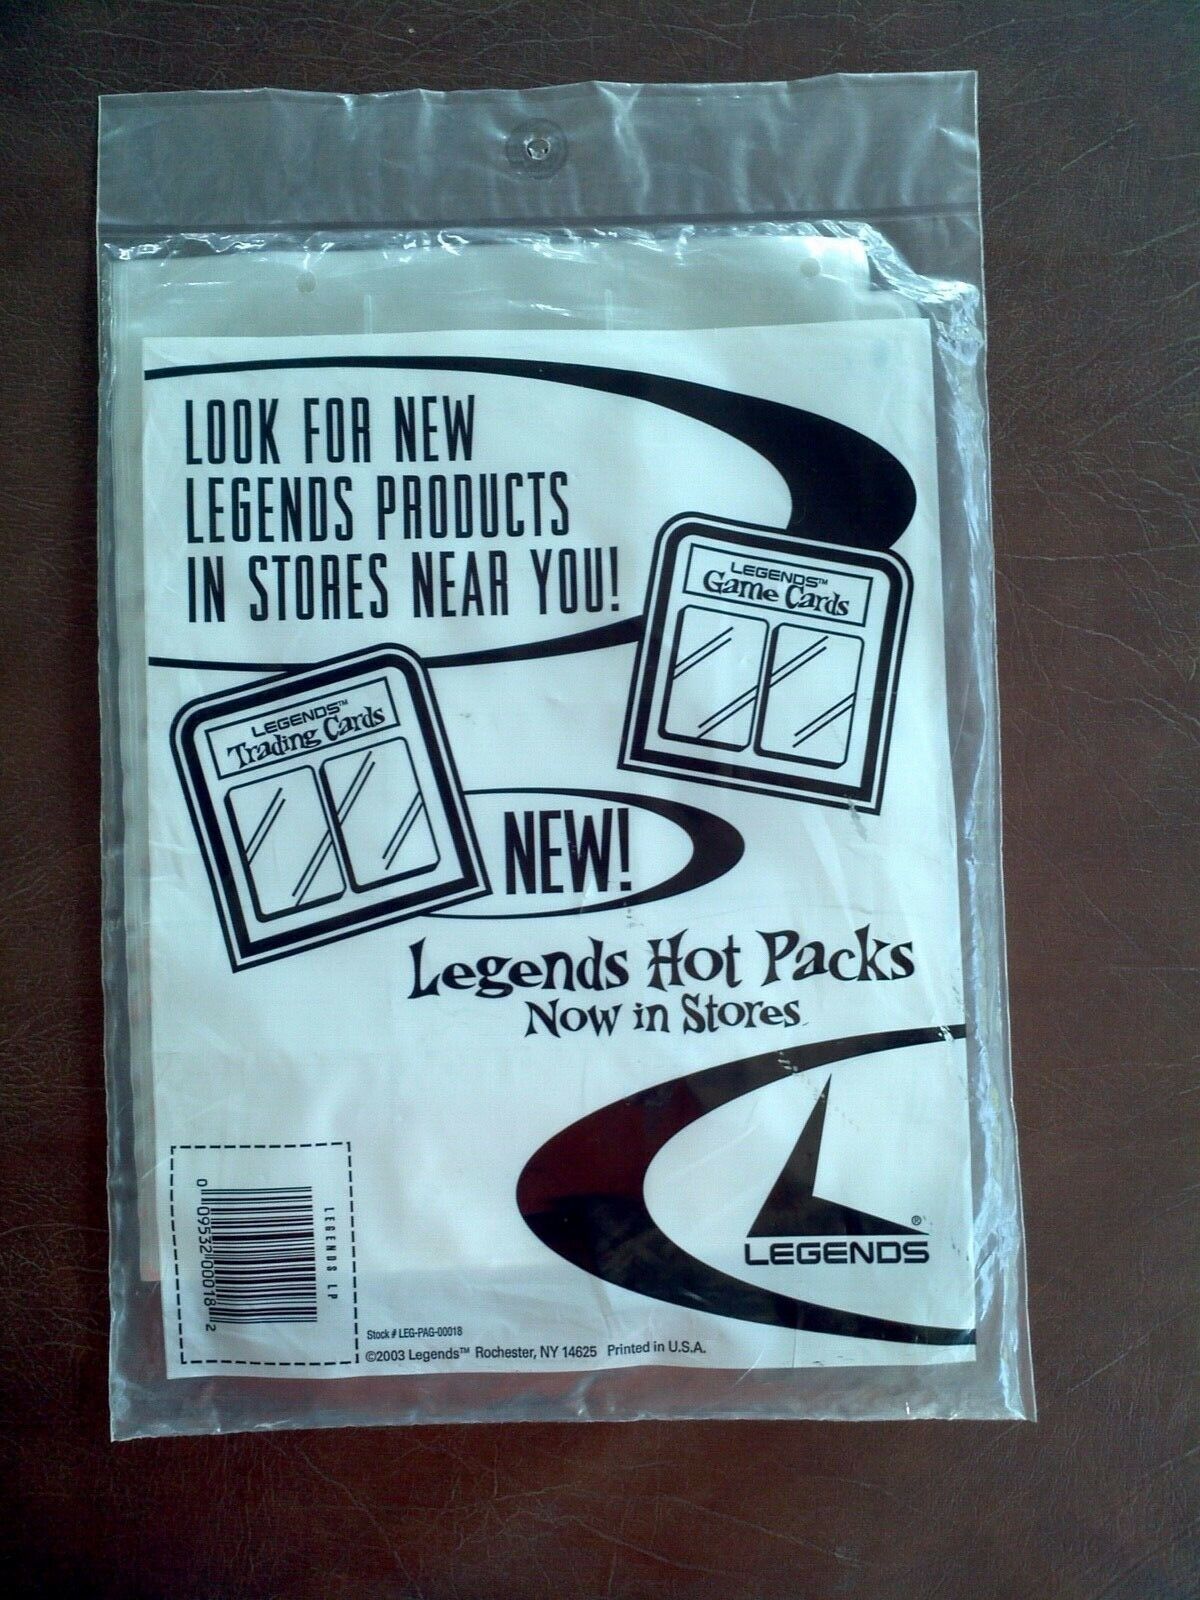 LOOK FOR NEW
LEGENDS PRODUCTS
IN STORES NEAR YOU!
LEGENDS™
Game Cards
LEGENDS™
Trading Cards
NEW!
Legends Hot Packs
Now in Stores
LEGENDS®
LEGENDS LP
0 09532 00018 2
Stock # LEG-PAG-00018
©2003 Legends™ Rochester, NY 14625 Printed in U.S.A.